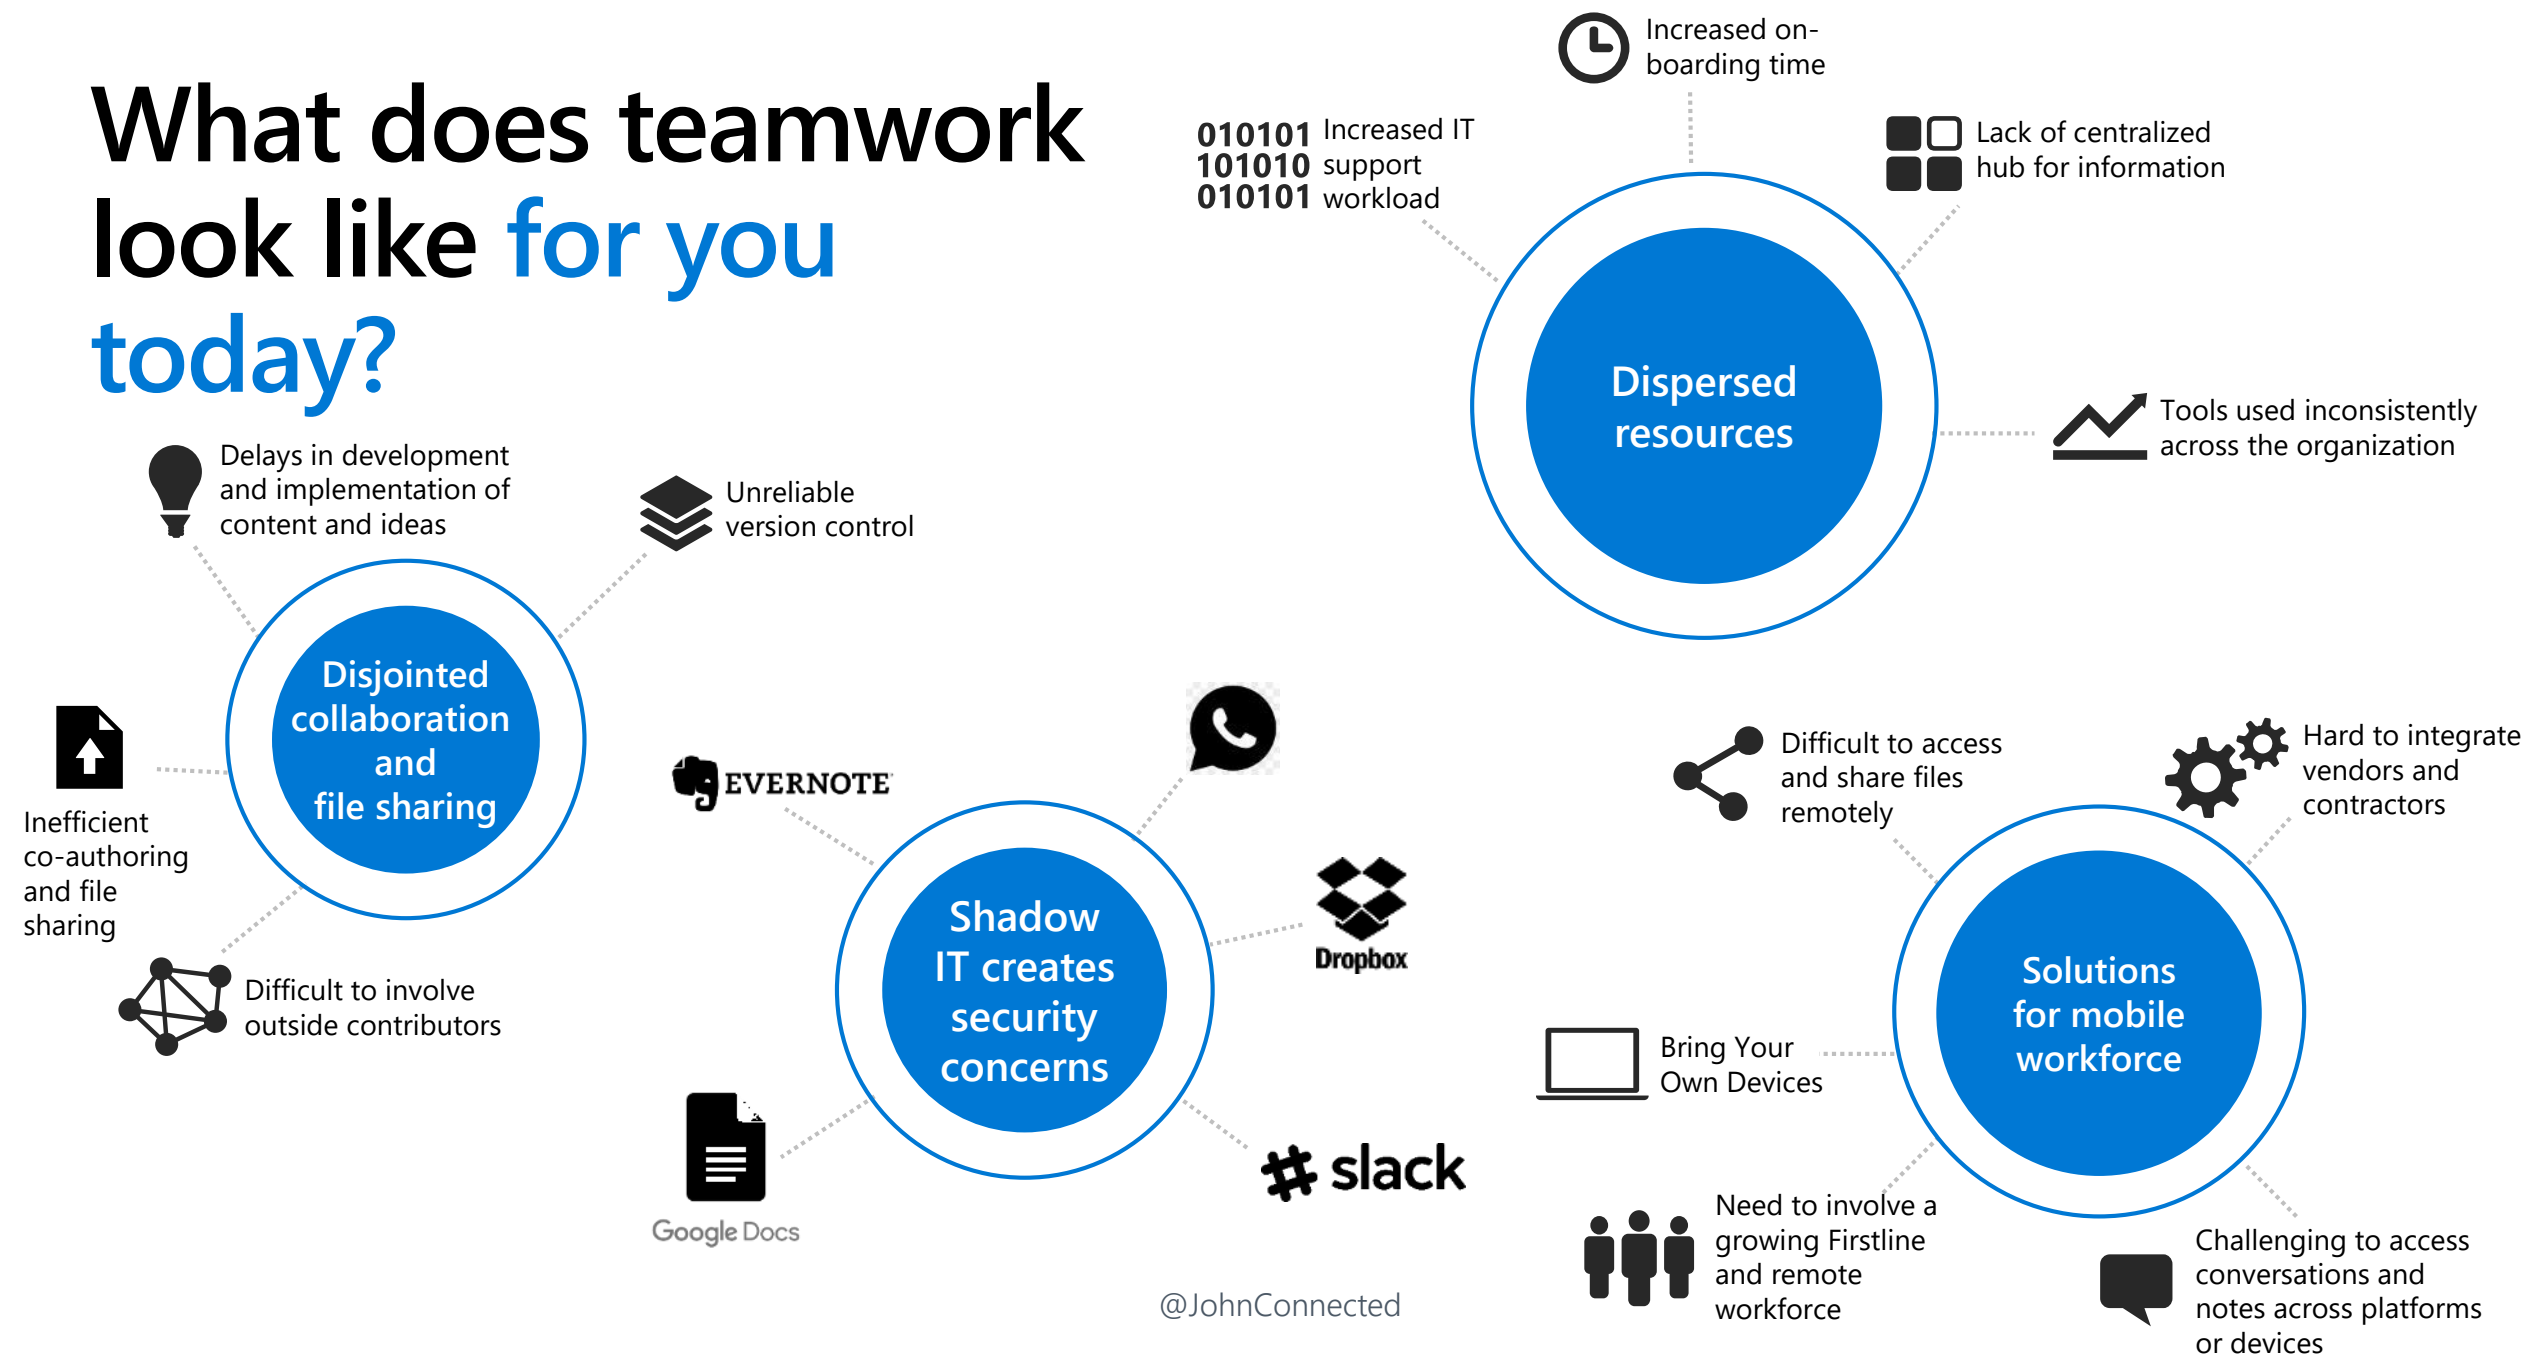 What does teamwork
look like for you
today?
Increased on-
boarding time
010101
101010
010101
Increased IT
support
workload
Lack of centralized
hub for information
Dispersed
resources
Tools used inconsistently
across the organization
Delays in development
and implementation of
content and ideas
Unreliable
version control
Disjointed
collaboration
and
file sharing
Inefficient
co-authoring
and file
sharing
Difficult to involve
outside contributors
EVERNOTE
Dropbox
Shadow
IT creates
security
concerns
Google Docs
slack
Difficult to access
and share files
remotely
Hard to integrate
vendors and
contractors
Solutions
for mobile
workforce
Bring Your
Own Devices
Need to involve a
growing Firstline
and remote
workforce
Challenging to access
conversations and
notes across platforms
or devices
@JohnConnected